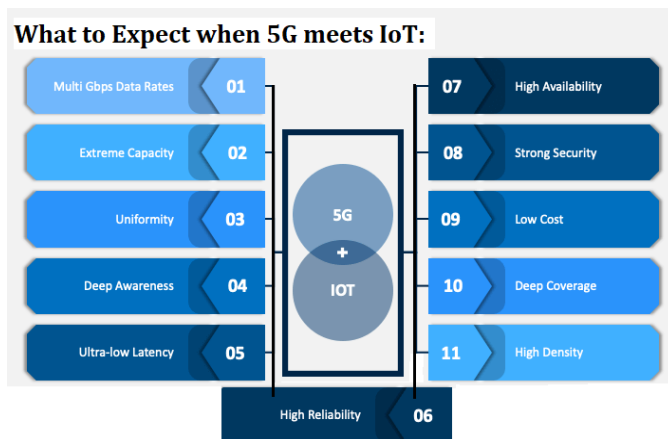 What to Expect when 5G meets IoT:
Multi Gbps Data Rates 01
Extreme Capacity 02
Uniformity 03
Deep Awareness 04
Ultra-low Latency 05
5G
+
IOT
High Reliability 06
07 High Availability
08 Strong Security
09 Low Cost
10 Deep Coverage
11 High Density